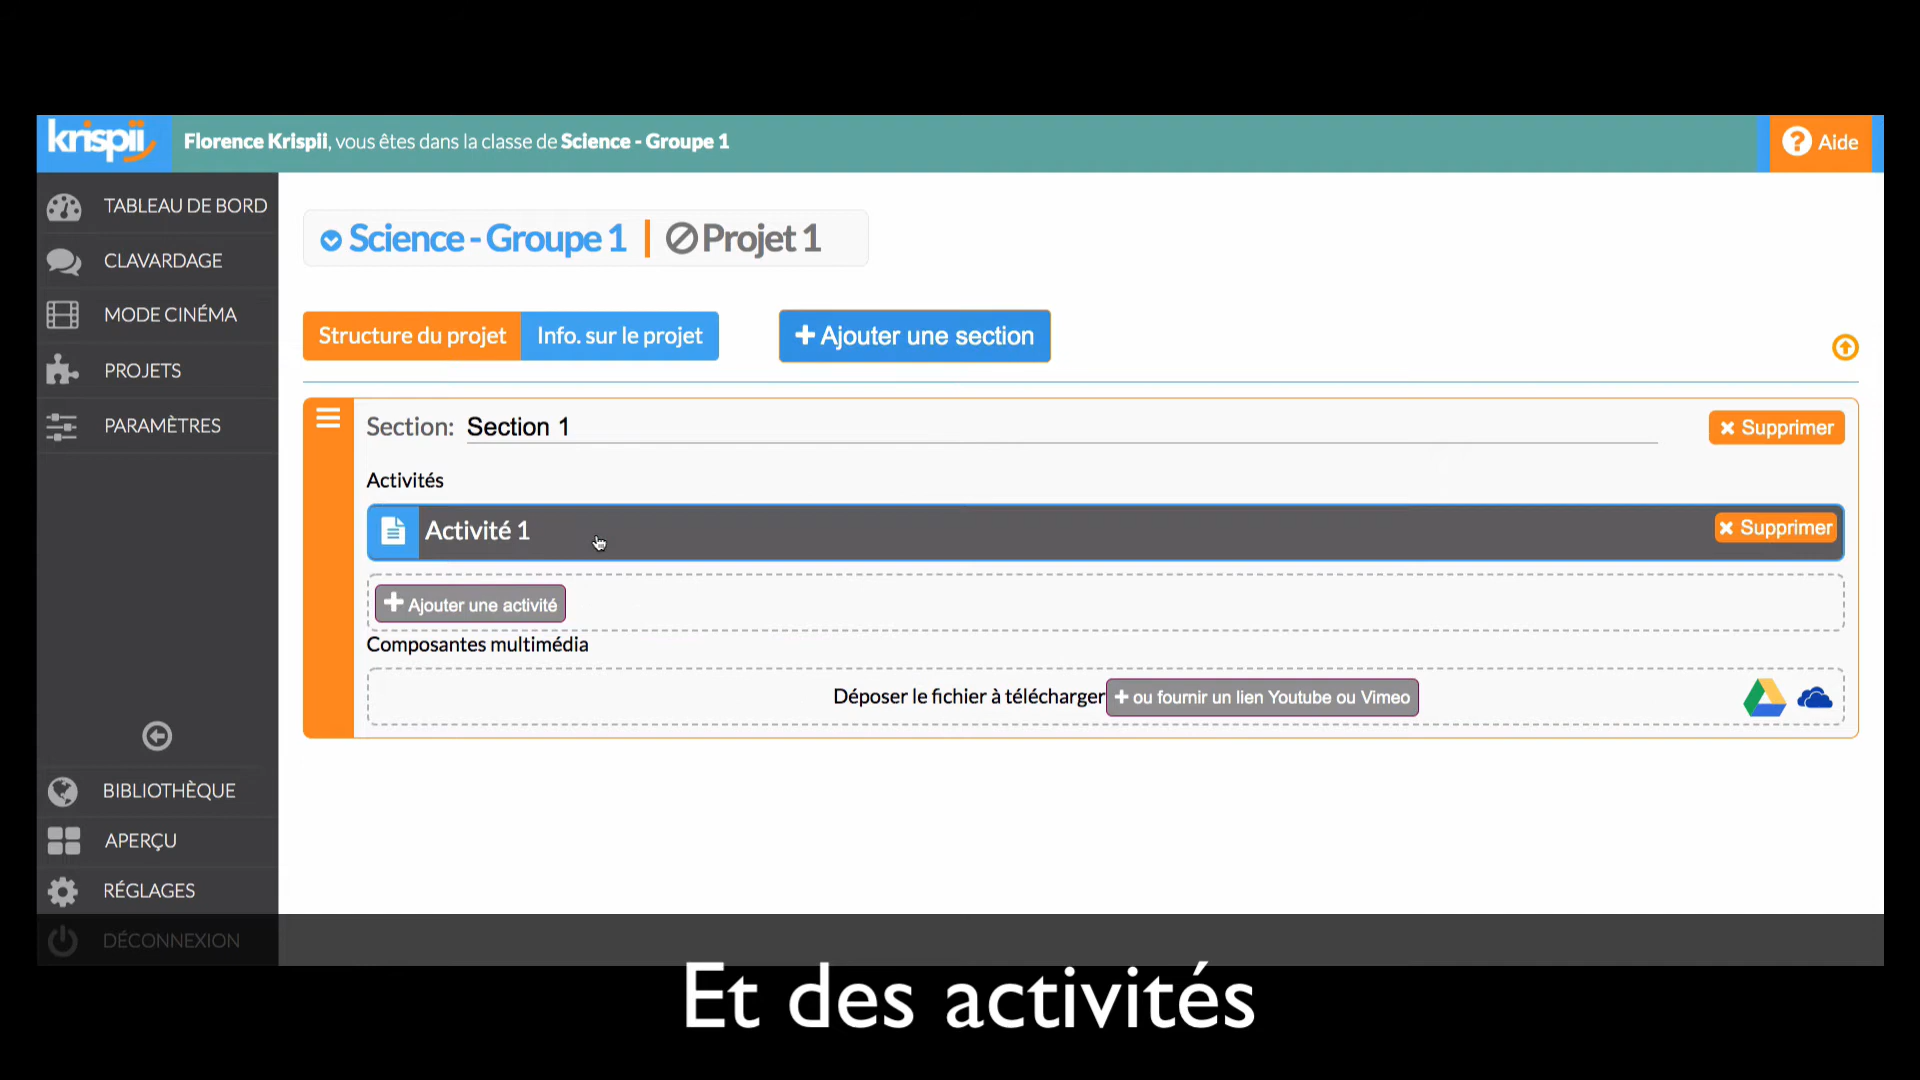 krispii
Florence Krispii, vous êtes dans la classe de Science - Groupe 1
? Aide
TABLEAU DE BORD
CLAVARDAGE
MODE CINÉMA
PROJETS
PARAMÈTRES
BIBLIOTHÈQUE
APERÇU
RÉGLAGES
DÉCONNEXION
Science - Groupe 1 | Projet 1
Structure du projet
Info. sur le projet
+ Ajouter une section
Section: Section 1
Supprimer
Activités
Activité 1
Supprimer
+ Ajouter une activité
Composantes multimédia
Déposer le fichier à télécharger + ou fournir un lien Youtube ou Vimeo
Et des activités